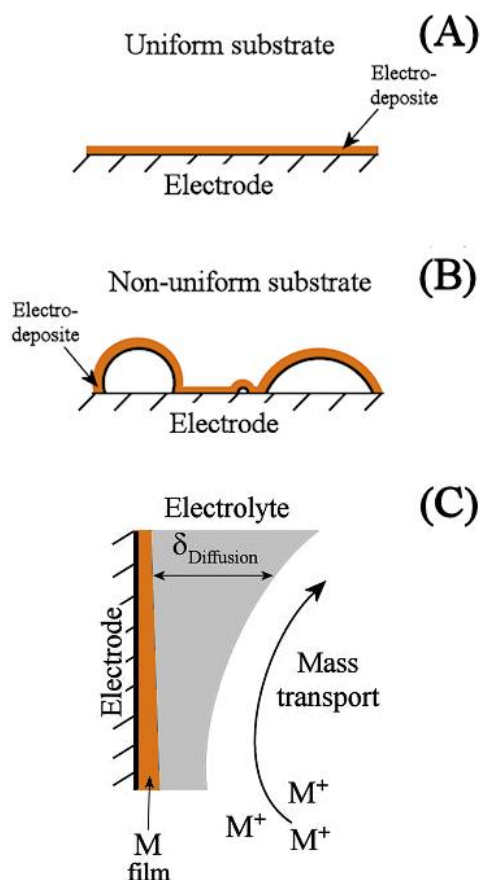 (A)
Uniform substrate
Electro-
deposite
Electrode
(B)
Non-uniform substrate
Electro-
deposite
Electrode
(C)
Electrolyte
δDiffusion
Electrode
Mass
transport
M+
M+
M+
M
film